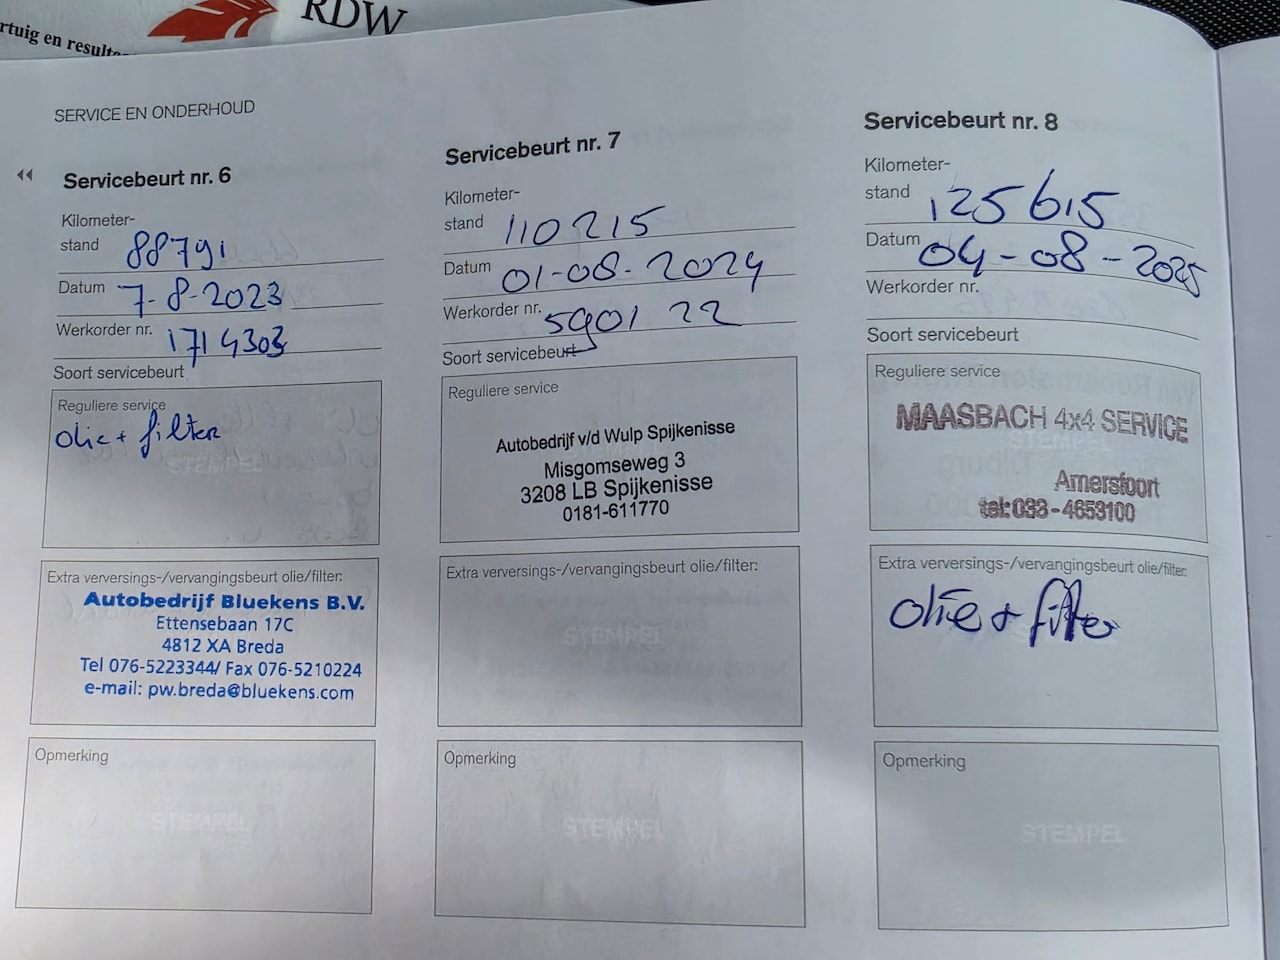 RDW
rtuig en resulta
SERVICE EN ONDERHOUD
Servicebeurt nr. 6
Kilometer-
stand 88791
Datum 7-8-2023
Werkorder nr. 1714303
Soort servicebeurt
Reguliere service
olie + filter
STEMPEL
Extra verversings-/vervangingsbeurt olie/filter:
Autobedrijf Bluekens B.V.
Ettensebaan 17C
4812 XA Breda
Tel 076-5223344/ Fax 076-5210224
e-mail: pw.breda@bluekens.com
Opmerking
STEMPEL
Servicebeurt nr. 7
Kilometer-
stand 110215
Datum 01-08-2024
Werkorder nr. 590122
Soort servicebeurt
Reguliere service
Autobedrijf v/d Wulp Spijkenisse
Misgomseweg 3
3208 LB Spijkenisse
0181-611770
Extra verversings-/vervangingsbeurt olie/filter:
STEMPEL
Opmerking
STEMPEL
Servicebeurt nr. 8
Kilometer-
stand 125615
Datum 04-08-2025
Werkorder nr.
Soort servicebeurt
Reguliere service
MAASBACH 4x4 SERVICE
Amersfoort
tel: 033-4653100
Extra verversings-/vervangingsbeurt olie/filter:
olie + filter
Opmerking
STEMPEL